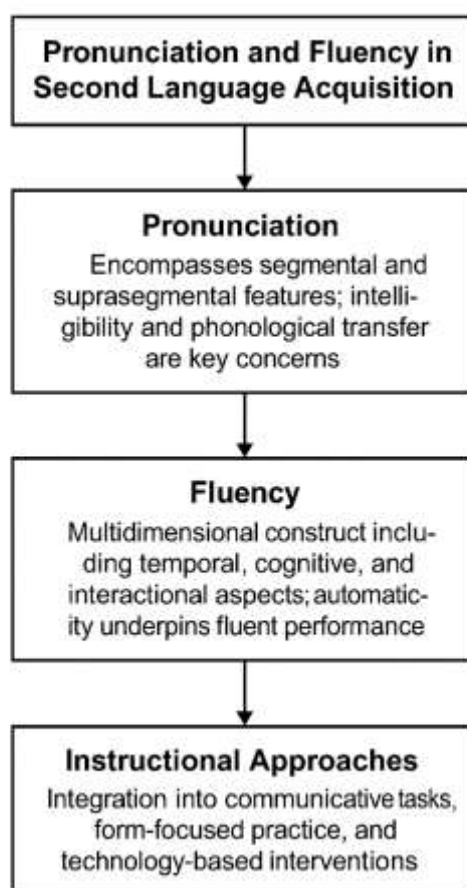 Pronunciation and Fluency in
Second Language Acquisition
Pronunciation
Encompasses segmental and
suprasegmental features; intelli-
gibility and phonological transfer
are key concerns
Fluency
Multidimensional construct inclu-
ding temporal, cognitive, and
interactional aspects; automatic-
ity underpins fluent performance
Instructional Approaches
Integration into communicative tasks,
form-focused practice, and
technology-based interventions